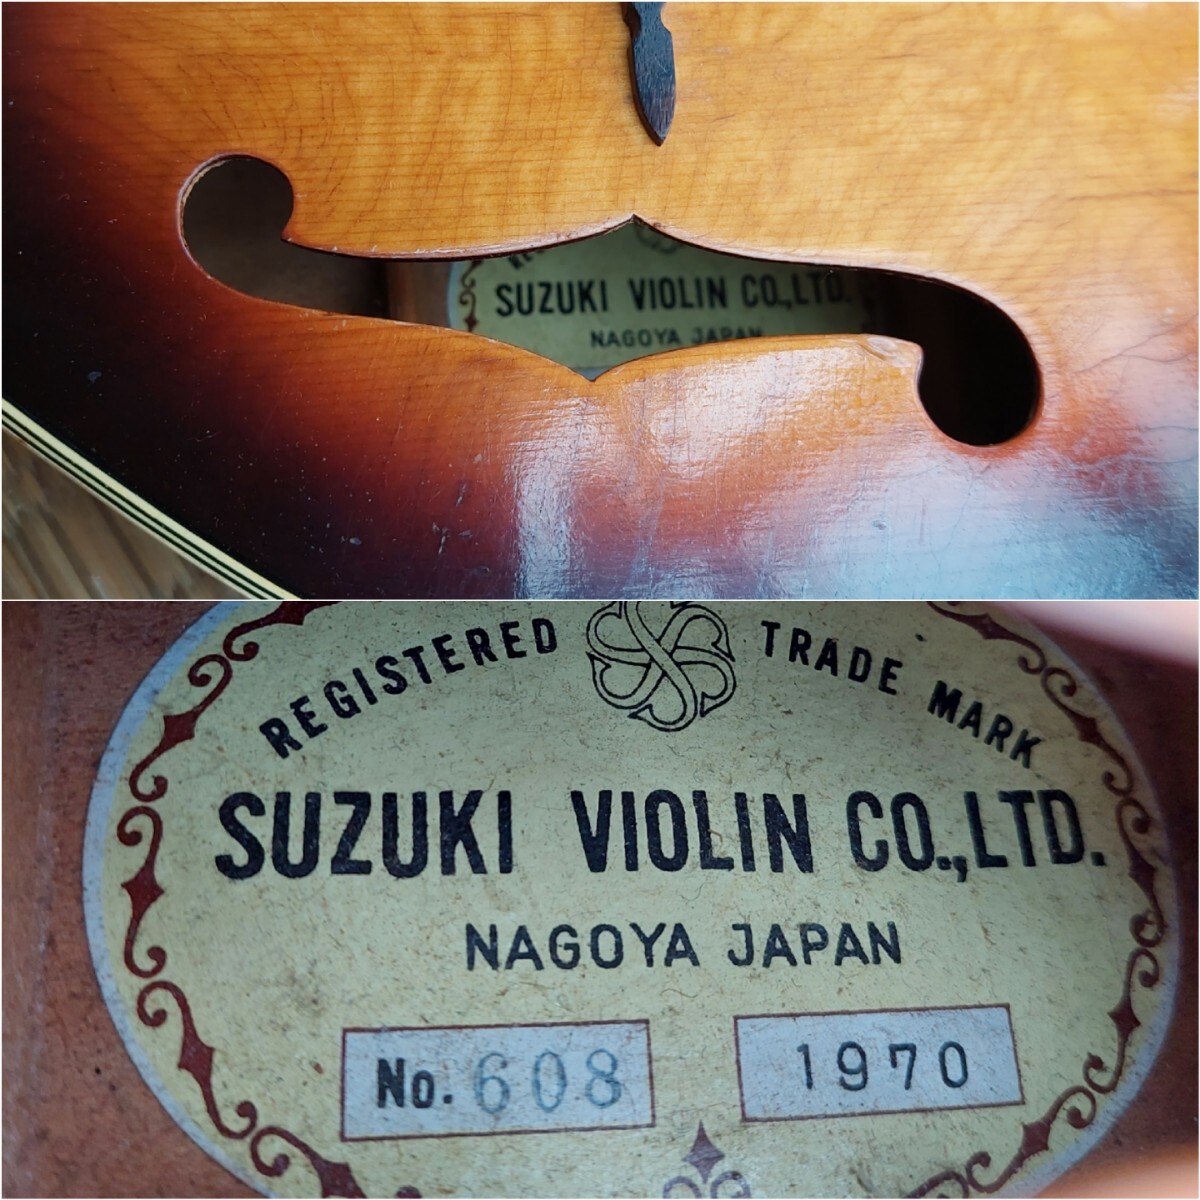 SUZUKI VIOLIN CO.,LTD.
NAGOYA JAPAN
REGISTERED TRADE MARK
SUZUKI VIOLIN CO.,LTD.
NAGOYA JAPAN
No. 608 1970